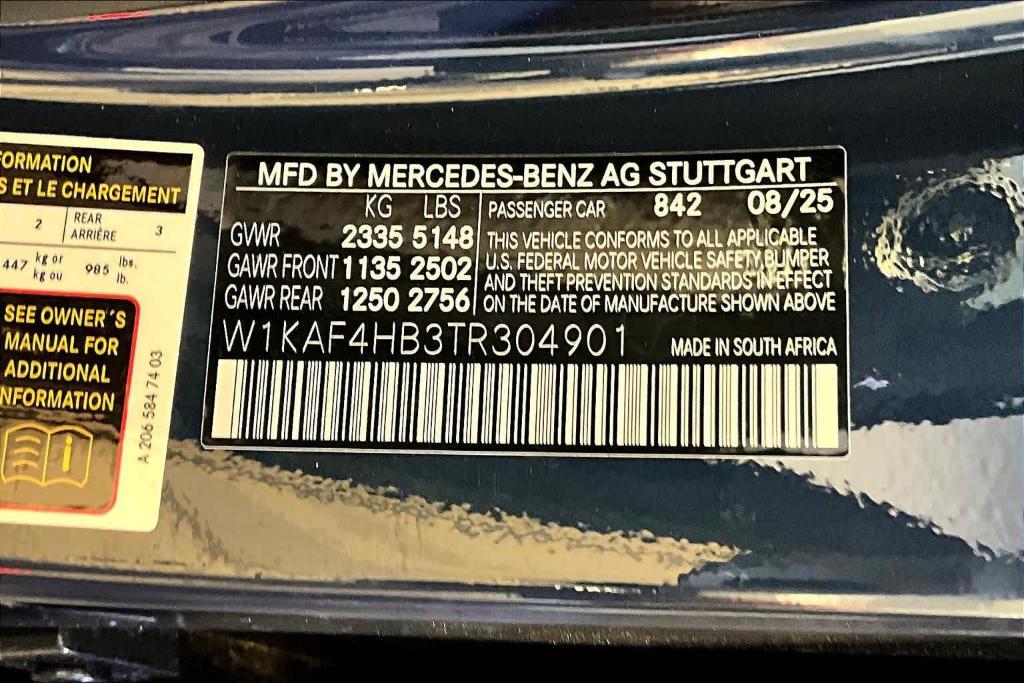 FORMATION
S ET LE CHARGEMENT
2 REAR ARRIÈRE 3
447 kg or kg ou 985 lbs. lb.
SEE OWNER'S
MANUAL FOR
ADDITIONAL
NFORMATION
A 206 584 74 03
MFD BY MERCEDES-BENZ AG STUTTGART
KG LBS
GVWR 2335 5148
GAWR FRONT 1135 2502
GAWR REAR 1250 2756
PASSENGER CAR 842 08/25
THIS VEHICLE CONFORMS TO ALL APPLICABLE
U.S. FEDERAL MOTOR VEHICLE SAFETY, BUMPER
AND THEFT PREVENTION STANDARDS IN EFFECT
ON THE DATE OF MANUFACTURE SHOWN ABOVE
W1KAF4HB3TR304901
MADE IN SOUTH AFRICA